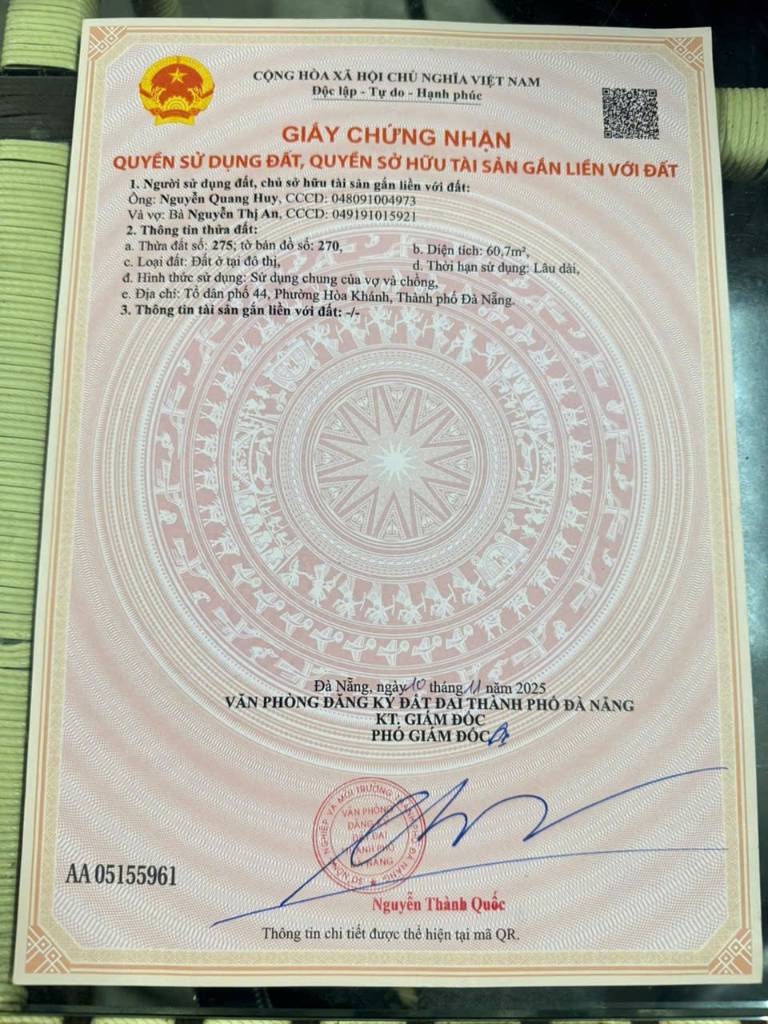 CỘNG HÒA XÃ HỘI CHỦ NGHĨA VIỆT NAM
Độc lập - Tự do - Hạnh phúc
GIẤY CHỨNG NHẬN
QUYỀN SỬ DỤNG ĐẤT, QUYỀN SỞ HỮU TÀI SẢN GẮN LIỀN VỚI ĐẤT
1. Người sử dụng đất, chủ sở hữu tài sản gắn liền với đất:
Ông: Nguyễn Quang Huy, CCCD: 048091004973
Và vợ: Bà Nguyễn Thị An, CCCD: 049191015921
2. Thông tin thửa đất:
a. Thửa đất số: 275; tờ bản đồ số: 270, b. Diện tích: 60,7m²,
c. Loại đất: Đất ở tại đô thị, d. Thời hạn sử dụng: Lâu dài,
đ. Hình thức sử dụng: Sử dụng chung của vợ và chồng,
e. Địa chỉ: Tổ dân phố 44, Phường Hòa Khánh, Thành phố Đà Nẵng.
3. Thông tin tài sản gắn liền với đất: -/-
Đà Nẵng, ngày 10 tháng 11 năm 2025
VĂN PHÒNG ĐĂNG KÝ ĐẤT ĐAI THÀNH PHỐ ĐÀ NẴNG
KT. GIÁM ĐỐC
PHÓ GIÁM ĐỐC
VĂN PHÒNG
ĐĂNG
ĐẤT ĐAI
THÀNH PHỐ
NẴNG
AA 05155961
Nguyễn Thành Quốc
Thông tin chi tiết được thể hiện tại mã QR.